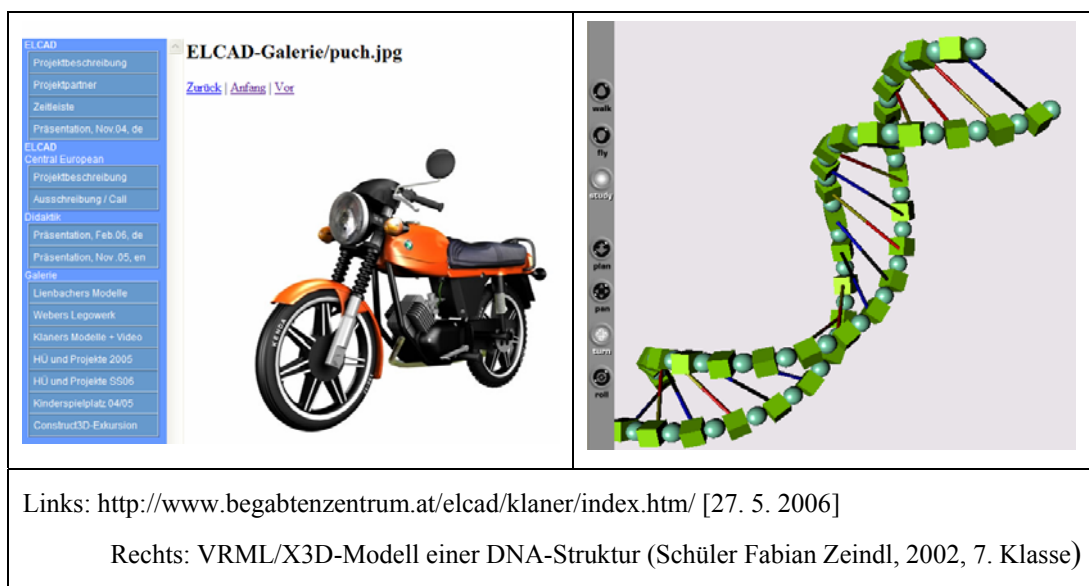 ELCAD
Projektbeschreibung
Projektpartner
Zeitleiste
Präsentation, Nov.04, de
ELCAD
Central European
Projektbeschreibung
Ausschreibung / Call
Didaktik
Präsentation, Feb.06, de
Präsentation, Nov .05, en
Galerie
Lienbachers Modelle
Webers Legowerk
Klaners Modelle + Video
HÜ und Projekte 2005
HÜ und Projekte SS06
Kinderspielplatz 04/05
Construct3D-Exkursion
ELCAD-Galerie/puch.jpg
Zurück | Anfang | Vor
KENDA
walk
fly
study
plan
pan
turn
roll
Links: http://www.begabtenzentrum.at/elcad/klaner/index.htm/ [27. 5. 2006]
Rechts: VRML/X3D-Modell einer DNA-Struktur (Schüler Fabian Zeindl, 2002, 7. Klasse)